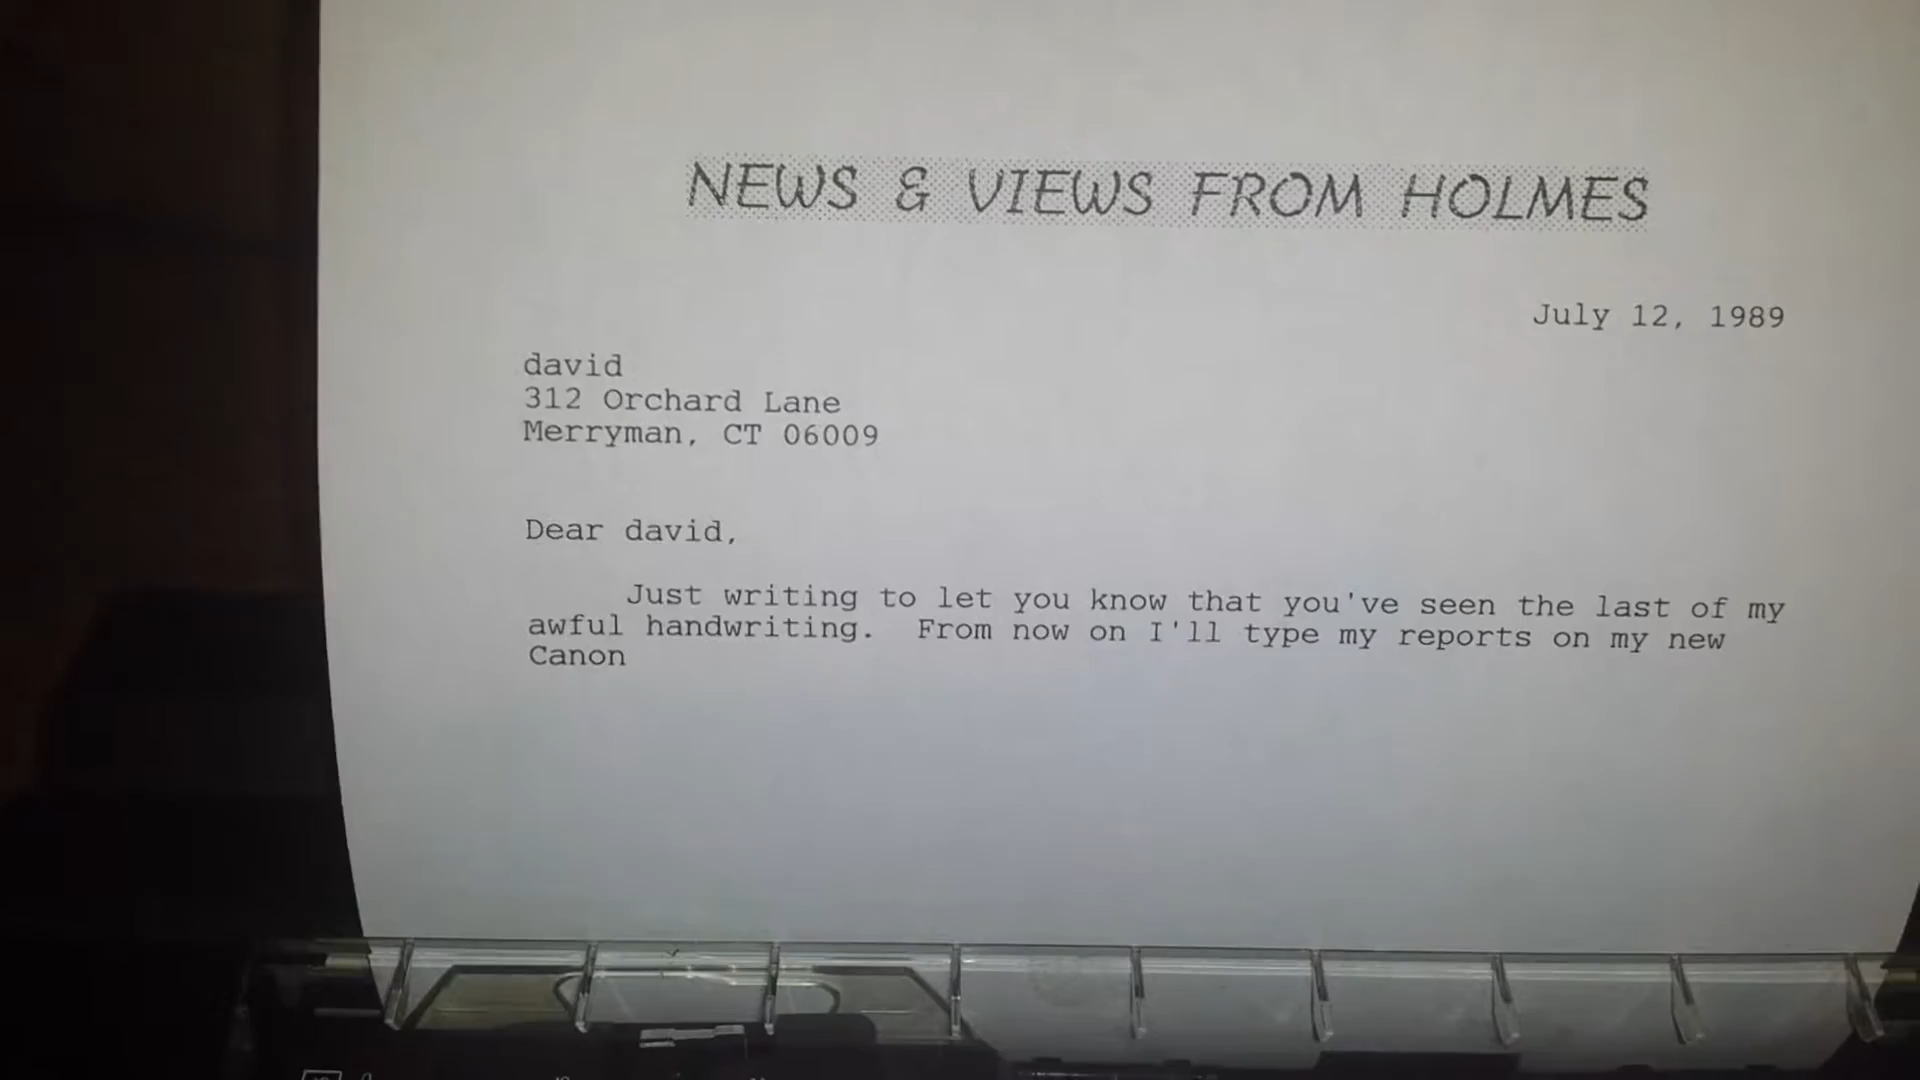 NEWS & VIEWS FROM HOLMES
July 12, 1989
david
312 Orchard Lane
Merryman, CT 06009
Dear david,
Just writing to let you know that you've seen the last of my
awful handwriting. From now on I'll type my reports on my new
Canon